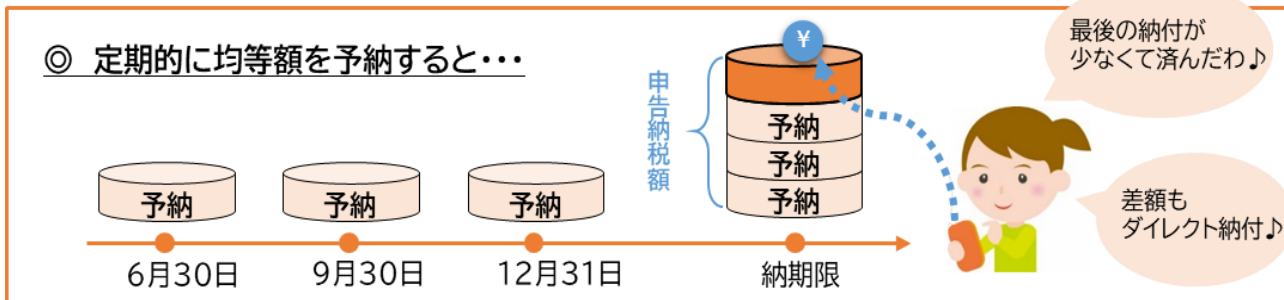 ◎ 定期的に均等額を予納すると・・・
最後の納付が
少なくて済んだわ♪
¥
申告納税額
予納
予納
予納
予納
予納
予納
差額も
ダイレクト納付♪
6月30日
9月30日
12月31日
納期限